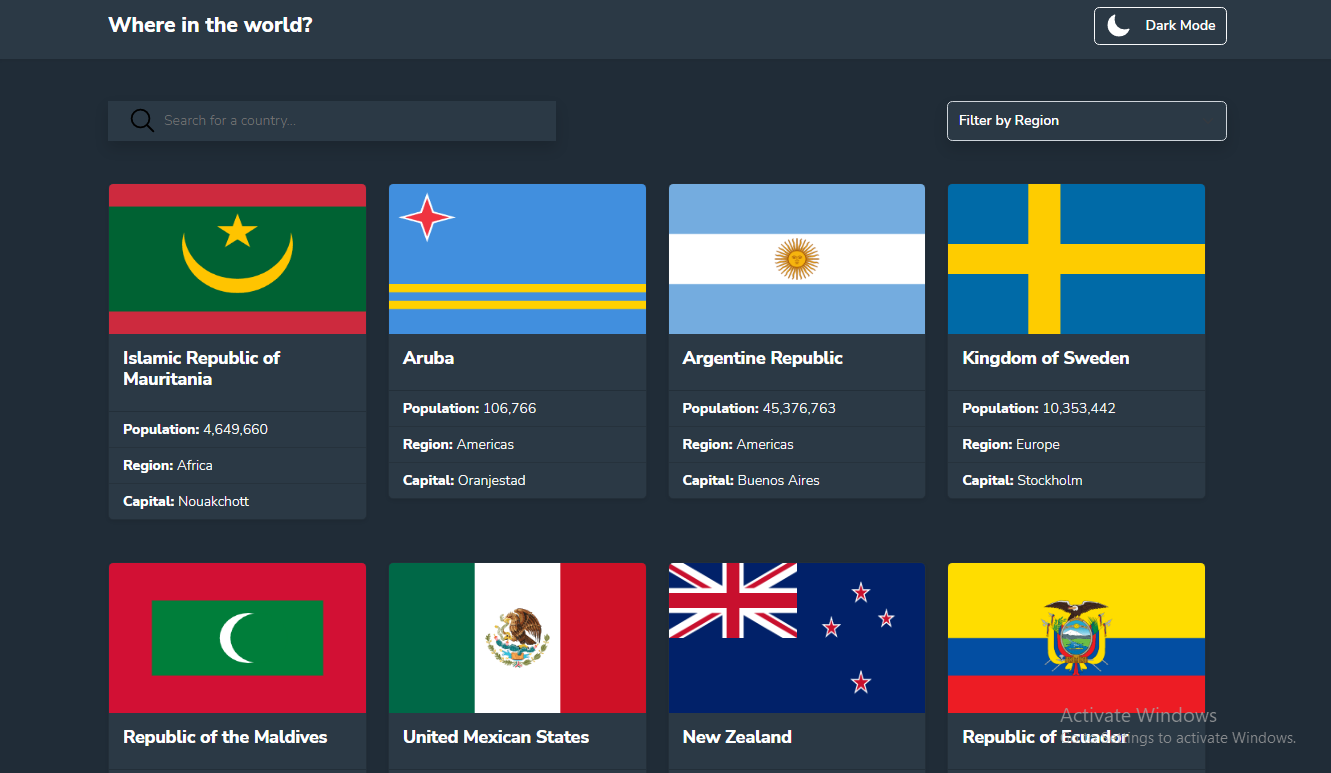 Where in the world?
Dark Mode
Search for a country...
Filter by Region
Islamic Republic of
Mauritania
Population: 4,649,660
Region: Africa
Capital: Nouakchott
Aruba
Population: 106,766
Region: Americas
Capital: Oranjestad
Argentine Republic
Population: 45,376,763
Region: Americas
Capital: Buenos Aires
Kingdom of Sweden
Population: 10,353,442
Region: Europe
Capital: Stockholm
Republic of the Maldives
United Mexican States
New Zealand
Republic of Ecuador
Activate Windows
Go to Settings to activate Windows.